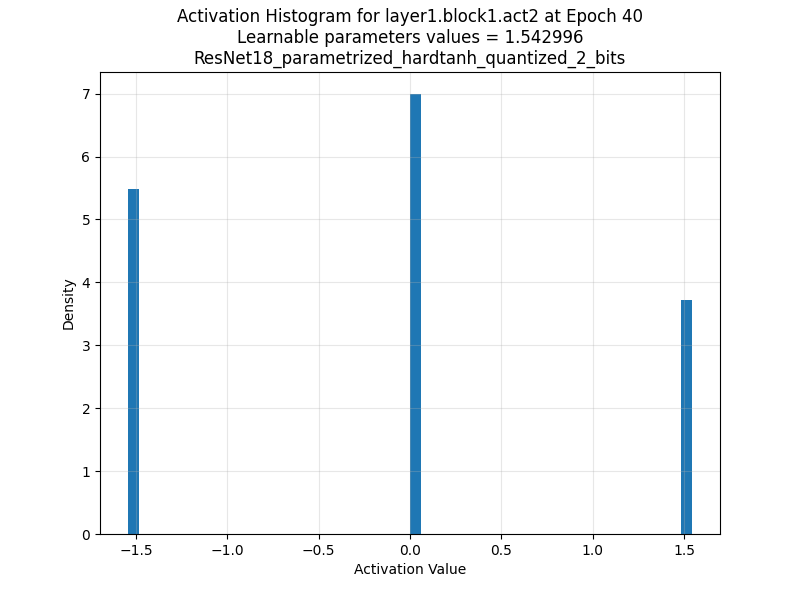 Activation Histogram for layer1.block1.act2 at Epoch 40
Learnable parameters values = 1.542996
ResNet18_parametrized_hardtanh_quantized_2_bits
7
6
5
4
3
2
1
0
Density
−1.5 −1.0 −0.5 0.0 0.5 1.0 1.5
Activation Value